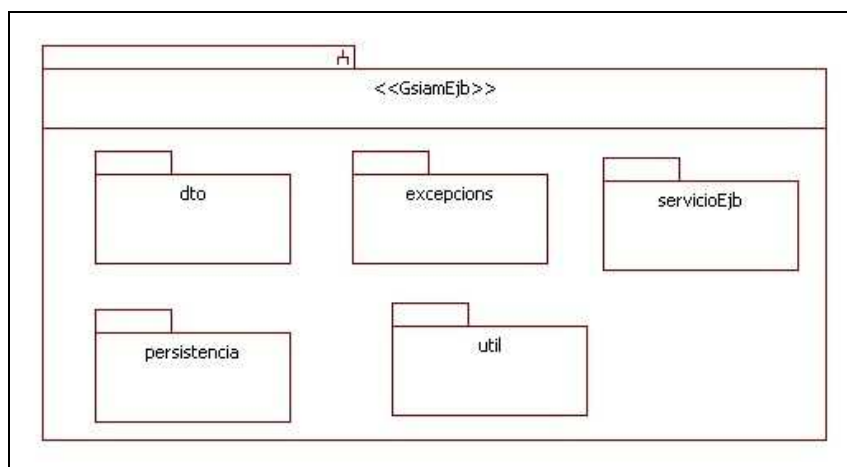 <<GsiamEjb>>
dto
excepcions
servicioEjb
persistencia
util